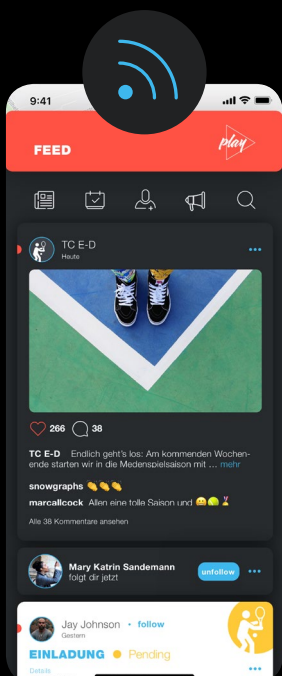 9:41
FEED
play
TC E-D
Heute
266 38
TC E-D Endlich geht's los: Am kommenden Wochen-
ende starten wir in die Medenspielsaison mit ... mehr
snowgraphs 👏👏👏
marcallcock Allen eine tolle Saison und 😀🎾✌️
Alle 38 Kommentare ansehen
Mary Katrin Sandemann
folgt dir jetzt
unfollow
Jay Johnson • follow
Gestern
EINLADUNG Pending
Details